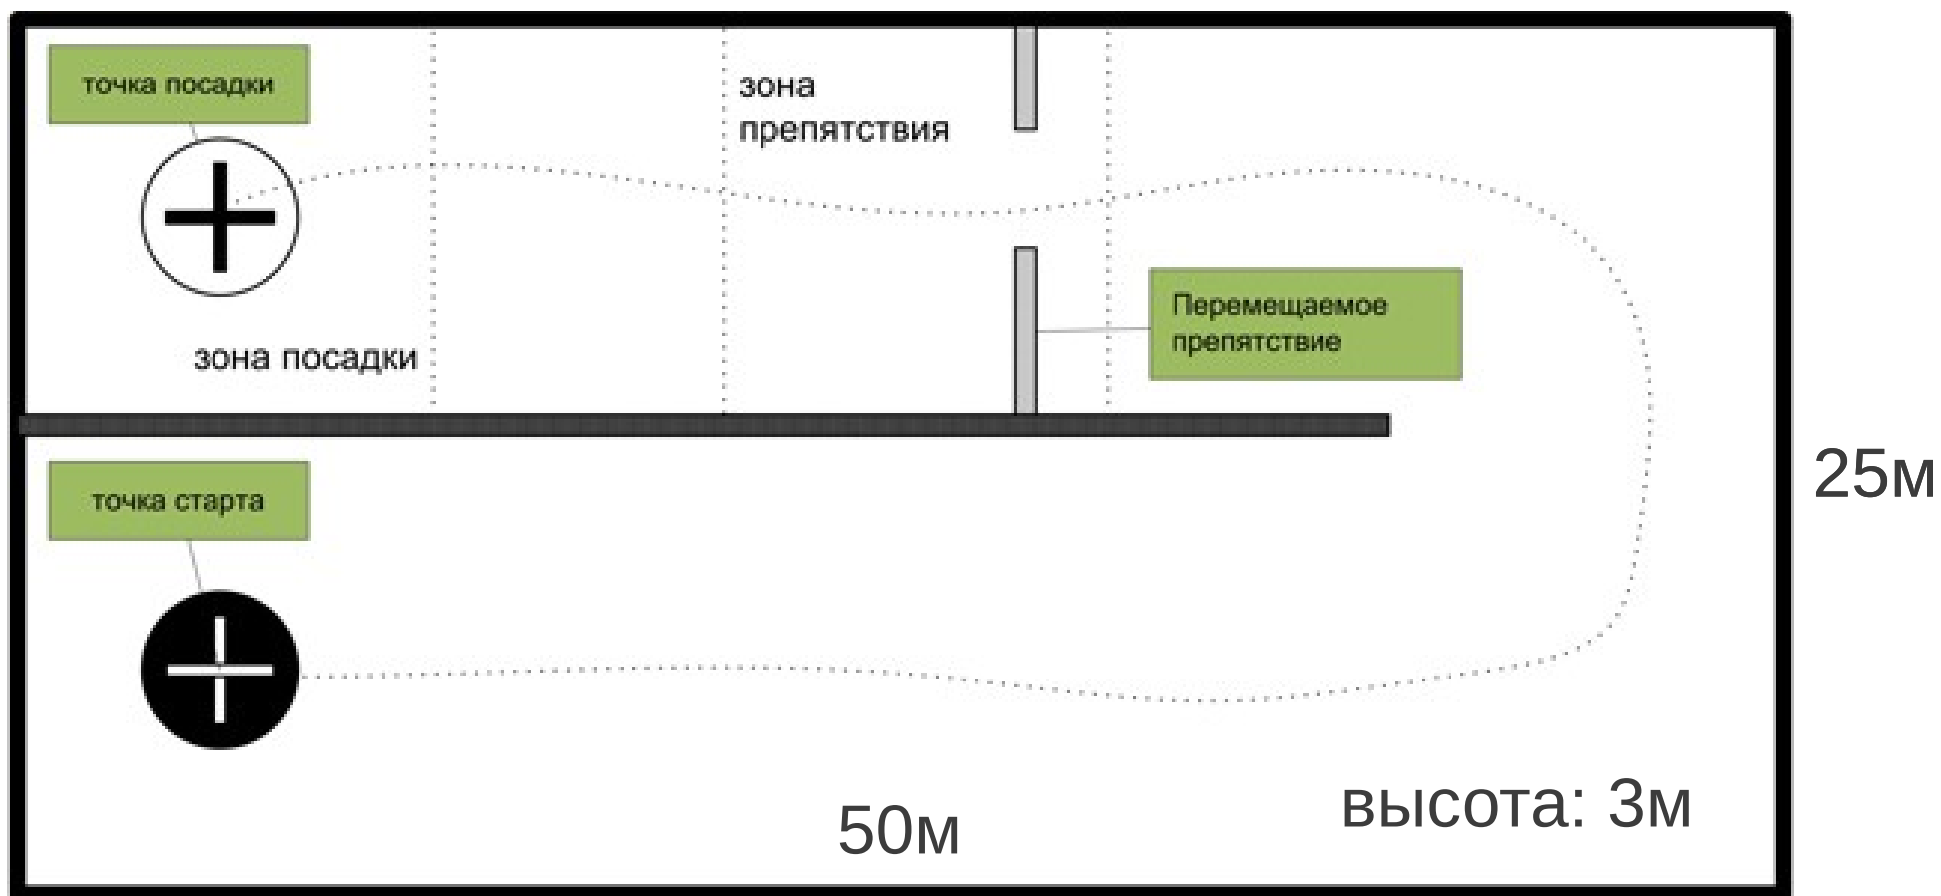 точка посадки
зона
препятствия
Перемещаемое
препятствие
зона посадки
25м
точка старта
высота: 3м
50м